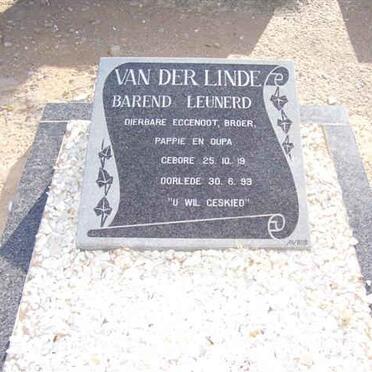 VAN DER LINDE
BAREND LEUNERD
DIERBARE EGGENOOT, BROER,
PAPPIE EN OUPA
GEBORE 25. 10. 19
OORLEDE 30. 6. 93
"U WIL GESKIED"